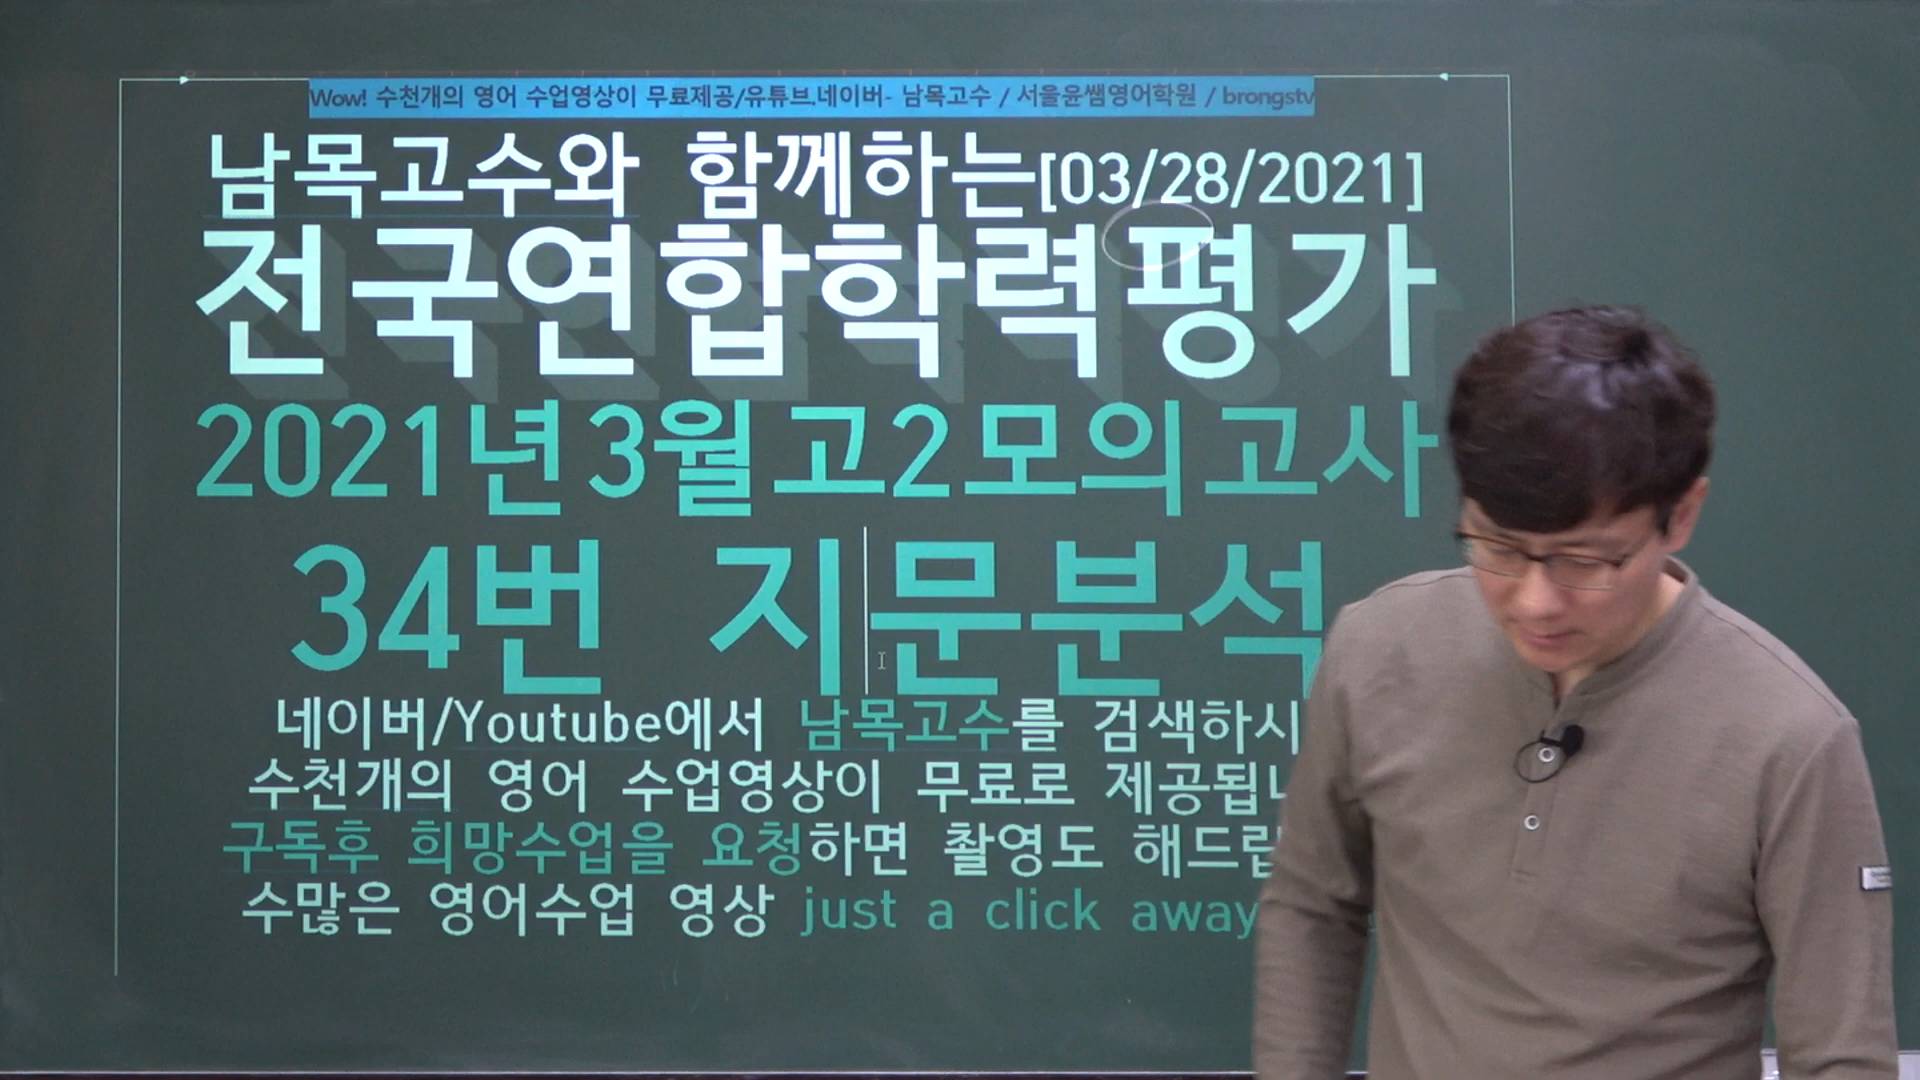 Wow! 수천개의 영어 수업영상이 무료제공/유튜브.네이버- 남목고수 / 서울윤쌤영어학원 / brongstv
남목고수와 함께하는[03/28/2021]
전국연합학력평가
2021년3월고2모의고사
34번 지문분석
네이버/Youtube에서 남목고수를 검색하시
수천개의 영어 수업영상이 무료로 제공됩
구독후 희망수업을 요청하면 촬영도 해드립
수많은 영어수업 영상 just a click away